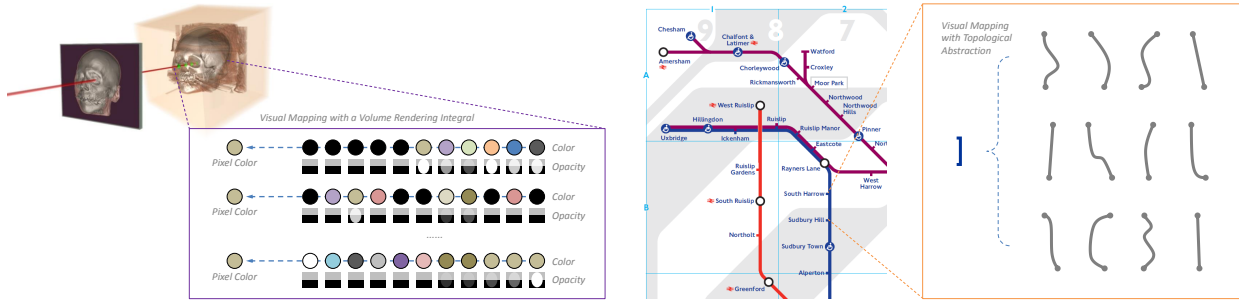 Visual Mapping with a Volume Rendering Integral
Pixel Color
Color
Opacity
Pixel Color
Color
Opacity
......
Pixel Color
Color
Opacity
1
2
9
8
7
A
B
Chesham
Chalfont &
Latimer
Amersham
Watford
Croxley
Chorleywood
Rickmansworth
Moor Park
Northwood
Northwood
Hills
West Ruislip
Pinner
Hillingdon
Ruislip
Ruislip Manor
Uxbridge
Ickenham
Eastcote
Nort
Ruislip
Gardens
Rayners Lane
West
Harrow
South Harrow
South Ruislip
Sudbury Hill
Northolt
Sudbury Town
Alperton
Greenford
Visual Mapping
with Topological
Abstraction